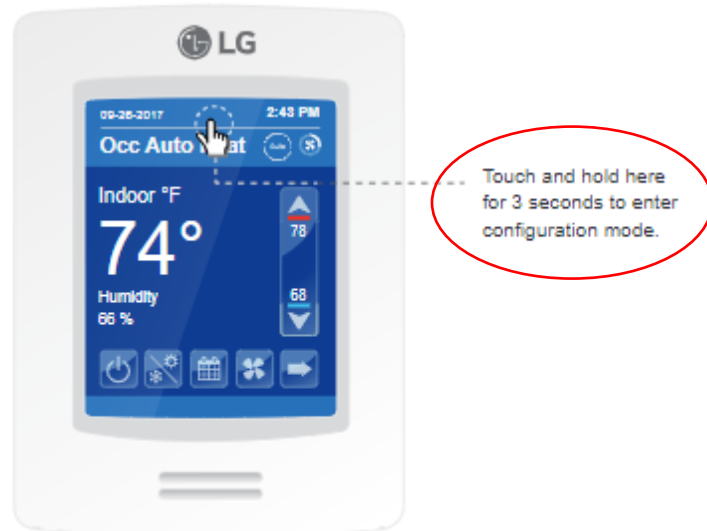 LG
09-26-2017 2:43 PM
Occ Auto
Indoor °F
74°
78
Humidity
66 %
68
Touch and hold here
for 3 seconds to enter
configuration mode.